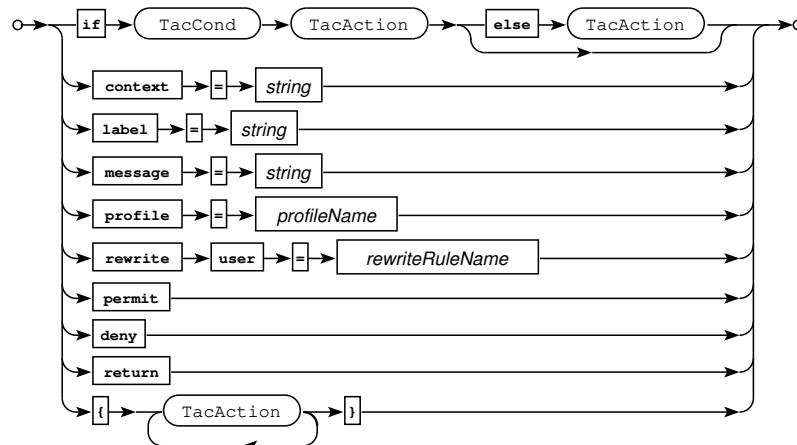 if TacCond TacAction else TacAction
context = string
label = string
message = string
profile = profileName
rewrite user = rewriteRuleName
permit
deny
return
{ TacAction }